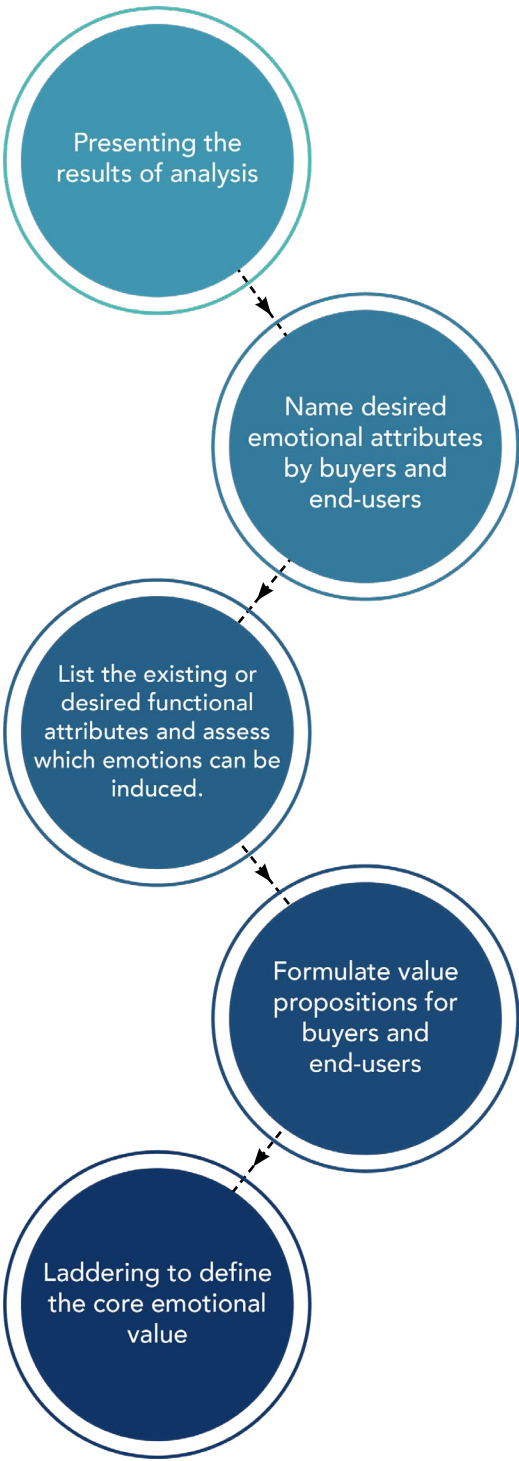 Presenting the
results of analysis
Name desired
emotional attributes
by buyers and
end-users
List the existing or
desired functional
attributes and assess
which emotions can be
induced.
Formulate value
propositions for
buyers and
end-users
Laddering to define
the core emotional
value